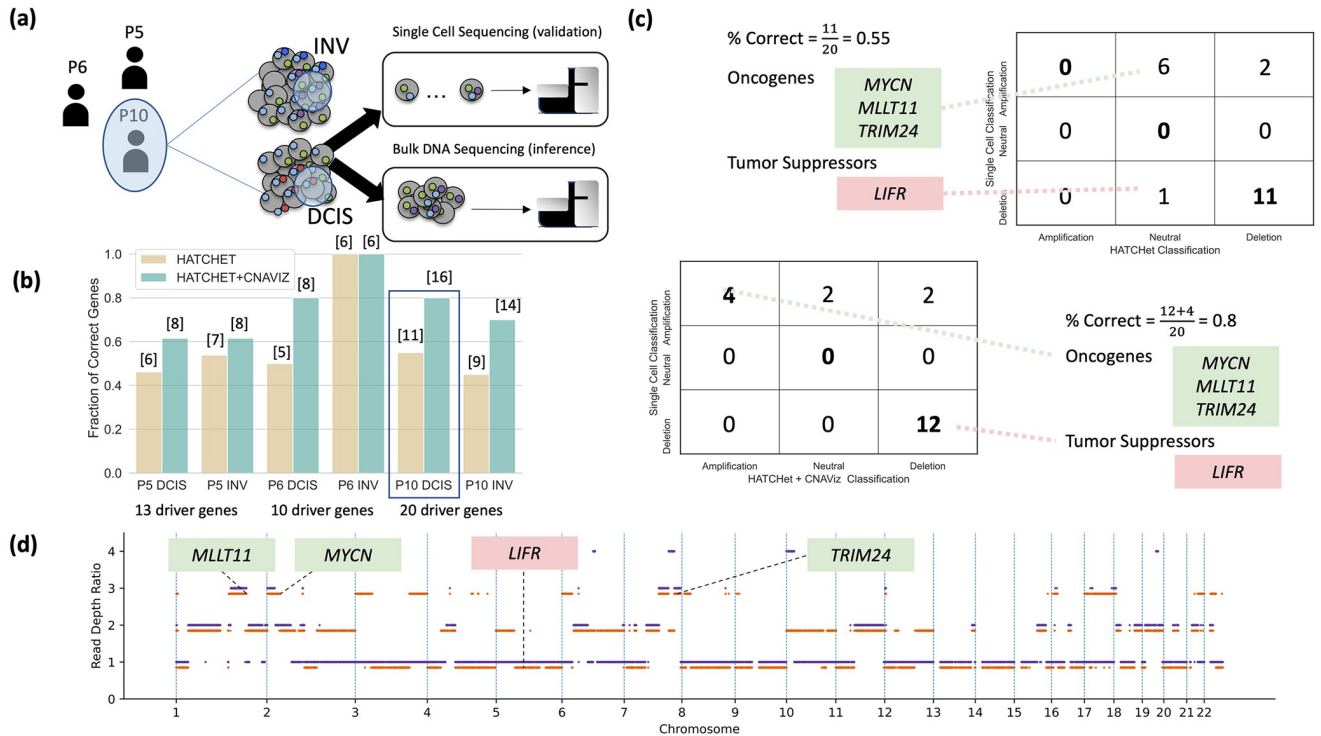 (a)
P5
P6
P10
INV
DCIS
Single Cell Sequencing (validation)
...
Bulk DNA Sequencing (inference)
(b)
HATCHET
HATCHET+CNAVIZ
Fraction of Correct Genes
1.0
0.8
0.6
0.4
0.2
0.0
[6]
[8]
[7]
[8]
[5]
[8]
[6]
[6]
[11]
[16]
[9]
[14]
P5 DCIS
P5 INV
P6 DCIS
P6 INV
P10 DCIS
P10 INV
13 driver genes
10 driver genes
20 driver genes
(c)
% Correct = 11/20 = 0.55
Oncogenes
MYCN
MLLT11
TRIM24
Tumor Suppressors
LIFR
Single Cell Classification
Amplification
Neutral
Deletion
0 6 2
0 0 0
0 1 11
Amplification Neutral Deletion
HATCHet Classification
Single Cell Classification
Amplification
Neutral
Deletion
4 2 2
0 0 0
0 0 12
Amplification Neutral Deletion
HATCHet + CNAViz Classification
% Correct = 12+4/20 = 0.8
Oncogenes
MYCN
MLLT11
TRIM24
Tumor Suppressors
LIFR
(d)
MLLT11
MYCN
LIFR
TRIM24
Read Depth Ratio
4
3
2
1
0
1 2 3 4 5 6 7 8 9 10 11 12 13 14 15 16 17 18 19 20 21 22
Chromosome